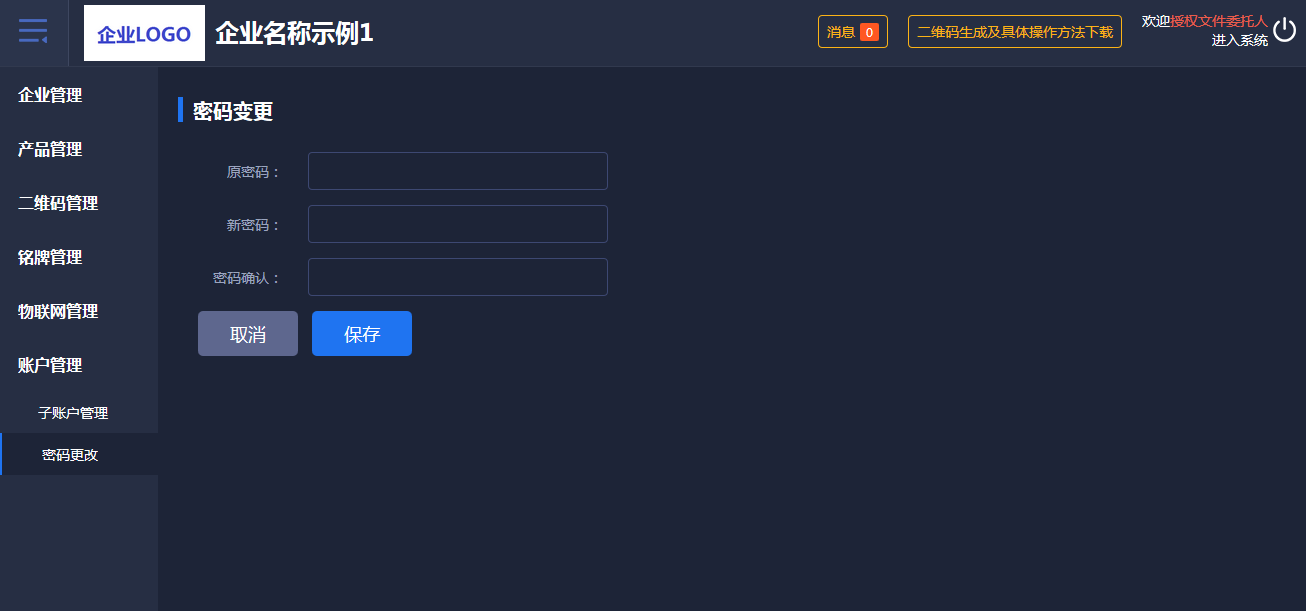 企业LOGO
企业名称示例1
消息 0
二维码生成及具体操作方法下载
欢迎授权文件委托人
进入系统
企业管理
产品管理
二维码管理
铭牌管理
物联网管理
账户管理
子账户管理
密码更改
密码变更
原密码：
新密码：
密码确认：
取消
保存